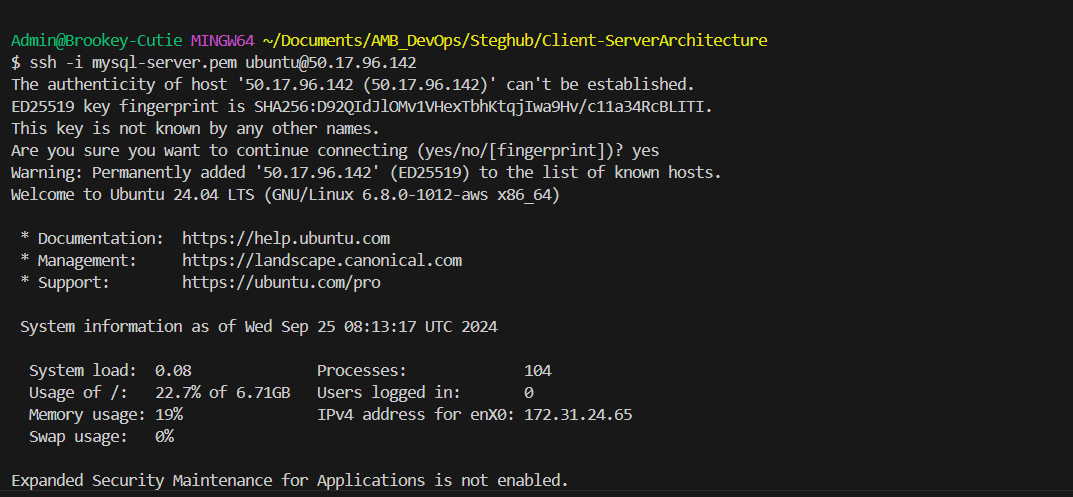 Admin@Brookey-Cutie MINGW64 ~/Documents/AMB_DevOps/Steghub/Client-ServerArchitecture
$ ssh -i mysql-server.pem ubuntu@50.17.96.142
The authenticity of host '50.17.96.142 (50.17.96.142)' can't be established.
ED25519 key fingerprint is SHA256:D92QIdJlOMv1VHexTbhKtqjIwa9Hv/c11a34RcBLITI.
This key is not known by any other names.
Are you sure you want to continue connecting (yes/no/[fingerprint])? yes
Warning: Permanently added '50.17.96.142' (ED25519) to the list of known hosts.
Welcome to Ubuntu 24.04 LTS (GNU/Linux 6.8.0-1012-aws x86_64)

 * Documentation:  https://help.ubuntu.com
 * Management:     https://landscape.canonical.com
 * Support:        https://ubuntu.com/pro

 System information as of Wed Sep 25 08:13:17 UTC 2024

  System load:  0.08              Processes:             104
  Usage of /:   22.7% of 6.71GB   Users logged in:       0
  Memory usage: 19%               IPv4 address for enX0: 172.31.24.65
  Swap usage:   0%

Expanded Security Maintenance for Applications is not enabled.